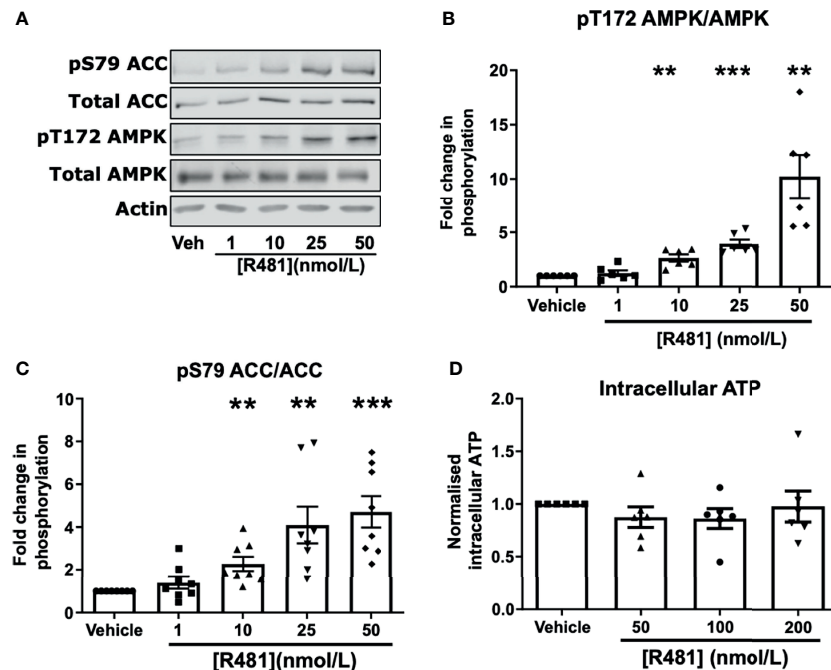 A
pS79 ACC
Total ACC
pT172 AMPK
Total AMPK
Actin
Veh 1 10 25 50
[R481](nmol/L)
B
pT172 AMPK/AMPK
** *** **
Fold change in
phosphorylation
20
15
10
5
0
Vehicle 1 10 25 50
[R481] (nmol/L)
C
pS79 ACC/ACC
** ** ***
Fold change in
phosphorylation
10
8
6
4
2
0
Vehicle 1 10 25 50
[R481](nmol/L)
D
Intracellular ATP
Normalised
intracellular ATP
2.0
1.5
1.0
0.5
0.0
Vehicle 50 100 200
[R481] (nmol/L)